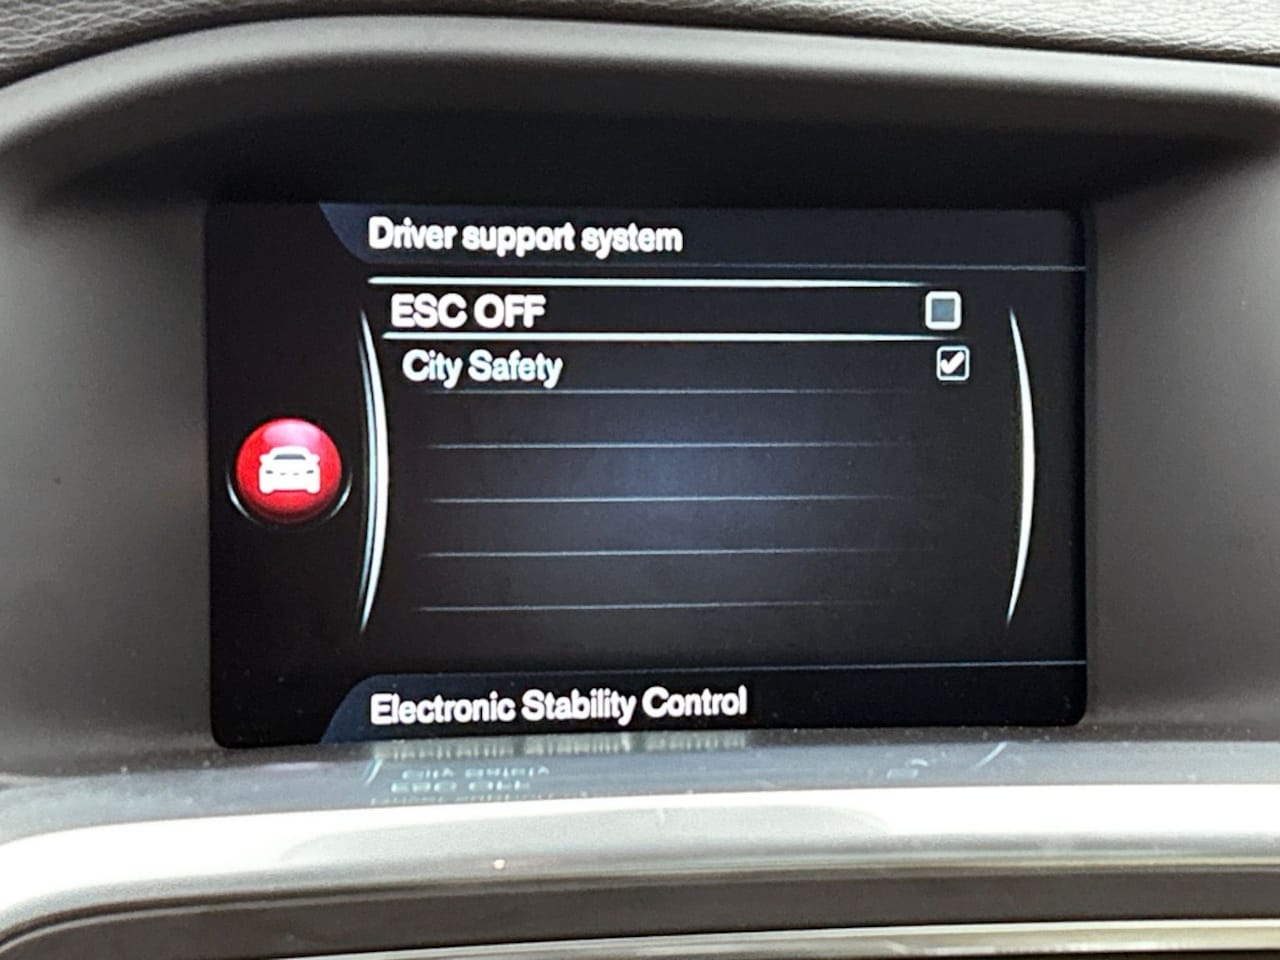 Driver support system
ESC OFF
City Safety
Electronic Stability Control